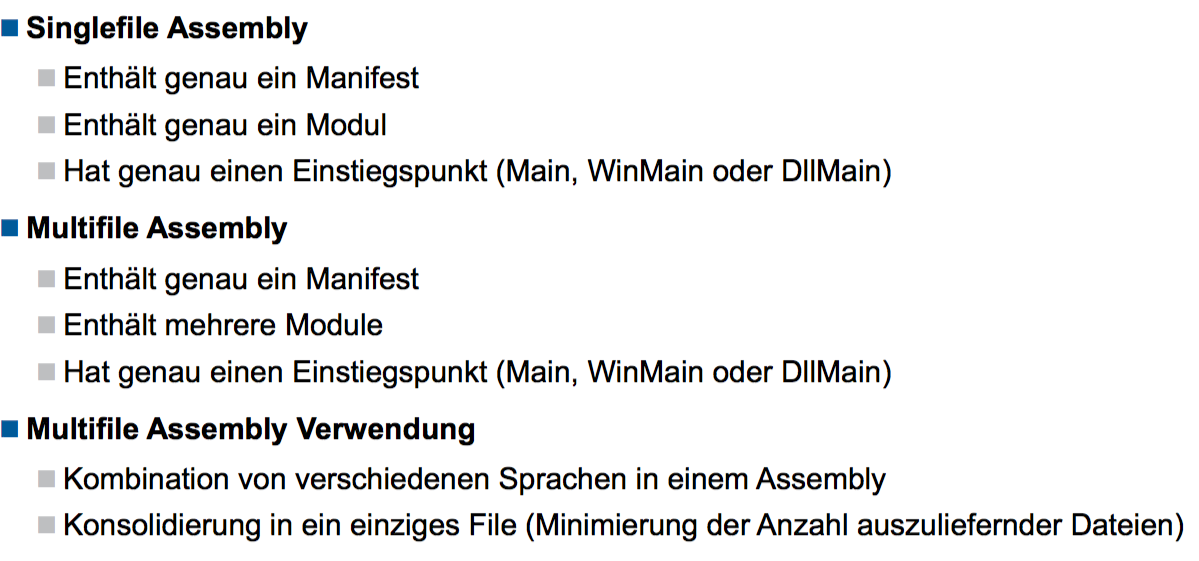 Singlefile Assembly
Enthält genau ein Manifest
Enthält genau ein Modul
Hat genau einen Einstiegspunkt (Main, WinMain oder DllMain)
Multifile Assembly
Enthält genau ein Manifest
Enthält mehrere Module
Hat genau einen Einstiegspunkt (Main, WinMain oder DllMain)
Multifile Assembly Verwendung
Kombination von verschiedenen Sprachen in einem Assembly
Konsolidierung in ein einziges File (Minimierung der Anzahl auszuliefernder Dateien)